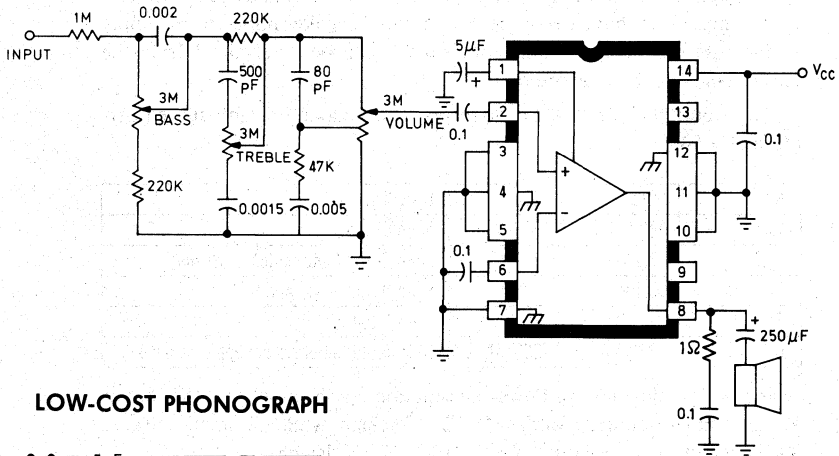 1M
0.002
220K
INPUT
500
pF
80
pF
3M
BASS
3M
TREBLE
3M
VOLUME
220K
47K
0.0015
0.005
5µF
+
0.1
0.1
1
2
3
4
5
6
7
+
−
14
13
12
11
10
9
8
VCC
0.1
1Ω
+
250µF
0.1
LOW-COST PHONOGRAPH